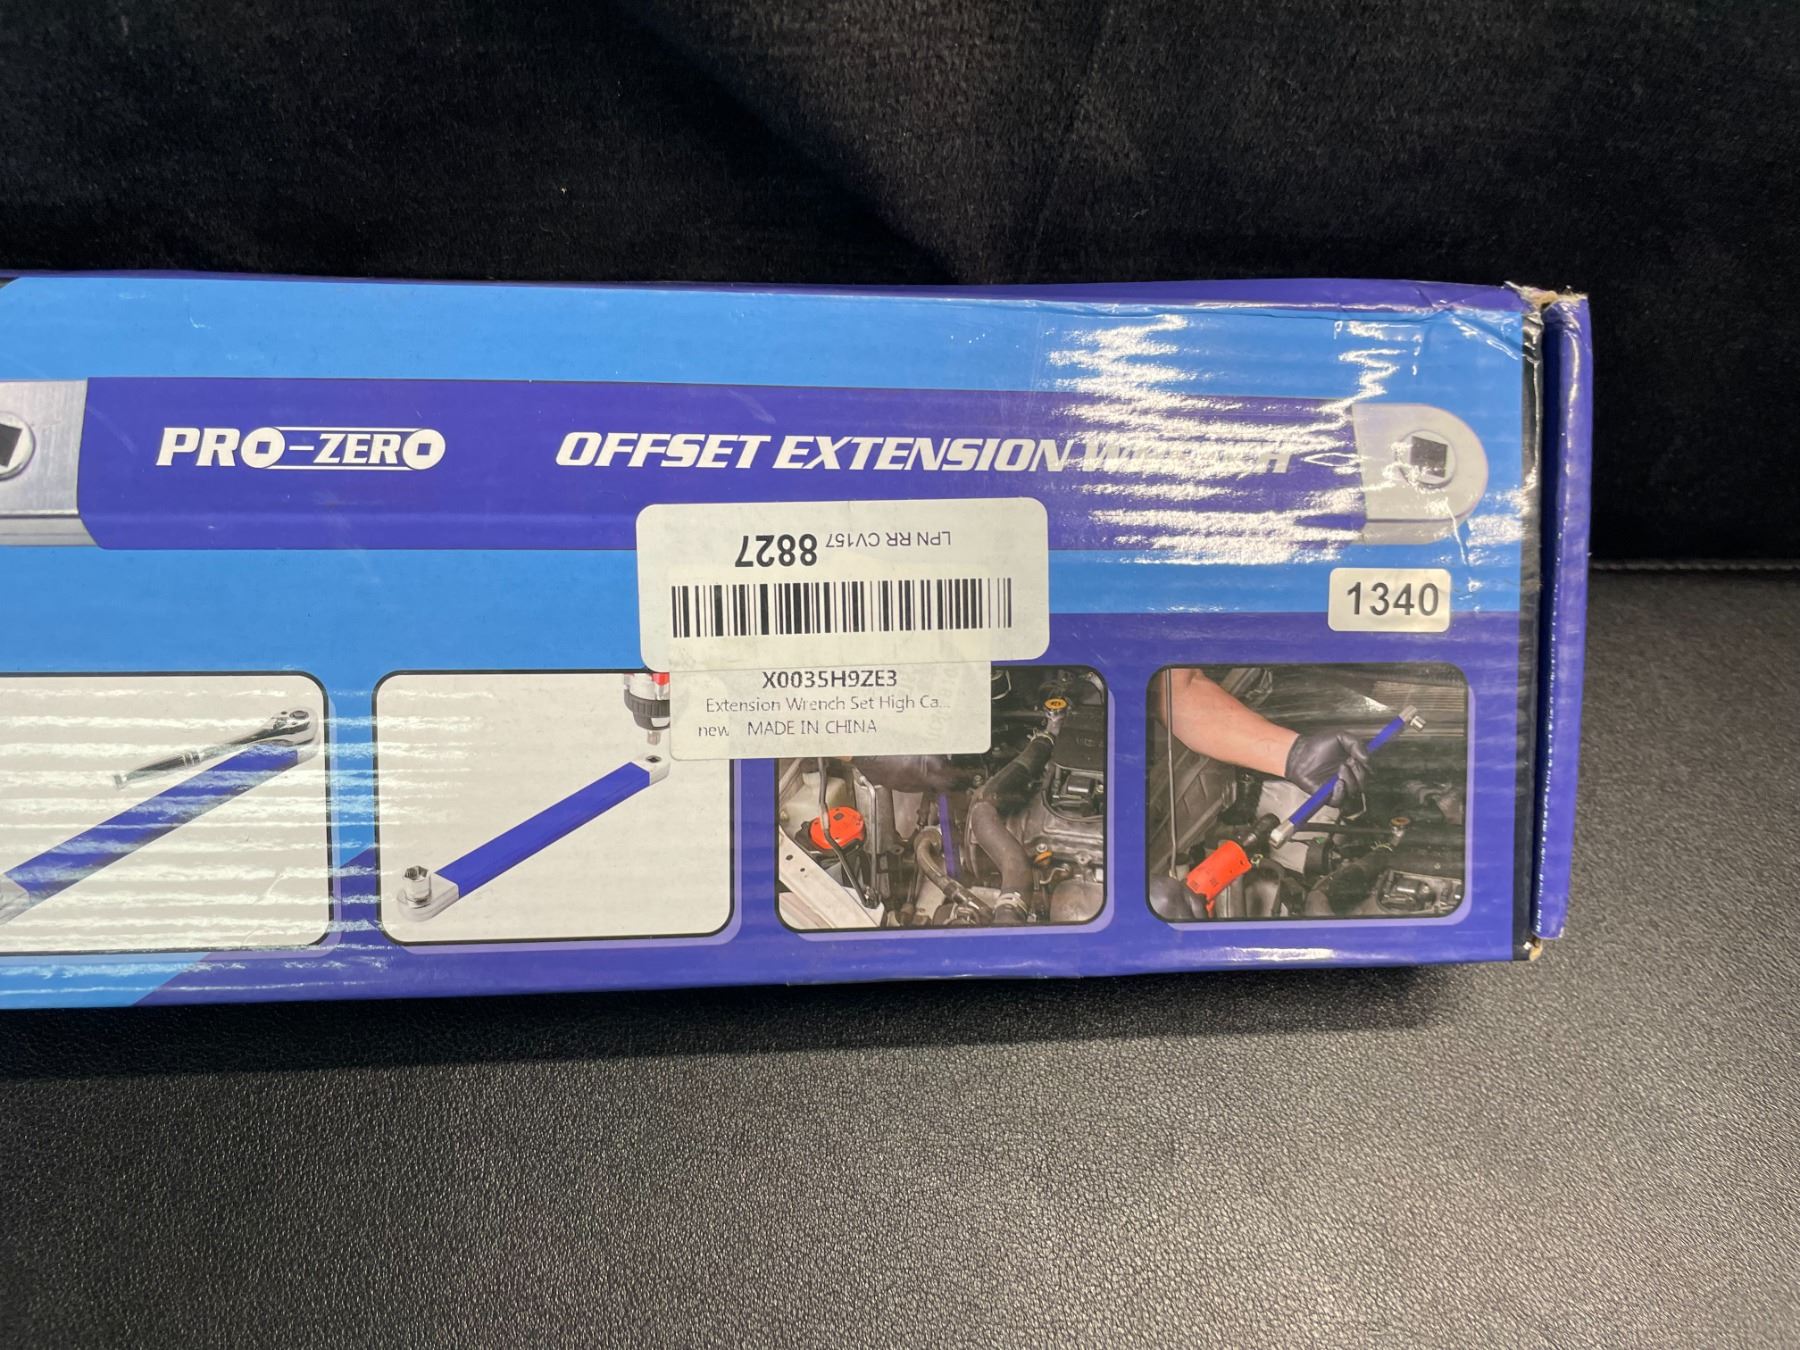 PRO-ZERO OFFSET EXTENSION WRENCH
LPN RR CV157 8827
1340
X0035H9ZE3
Extension Wrench Set High Ca...
new MADE IN CHINA